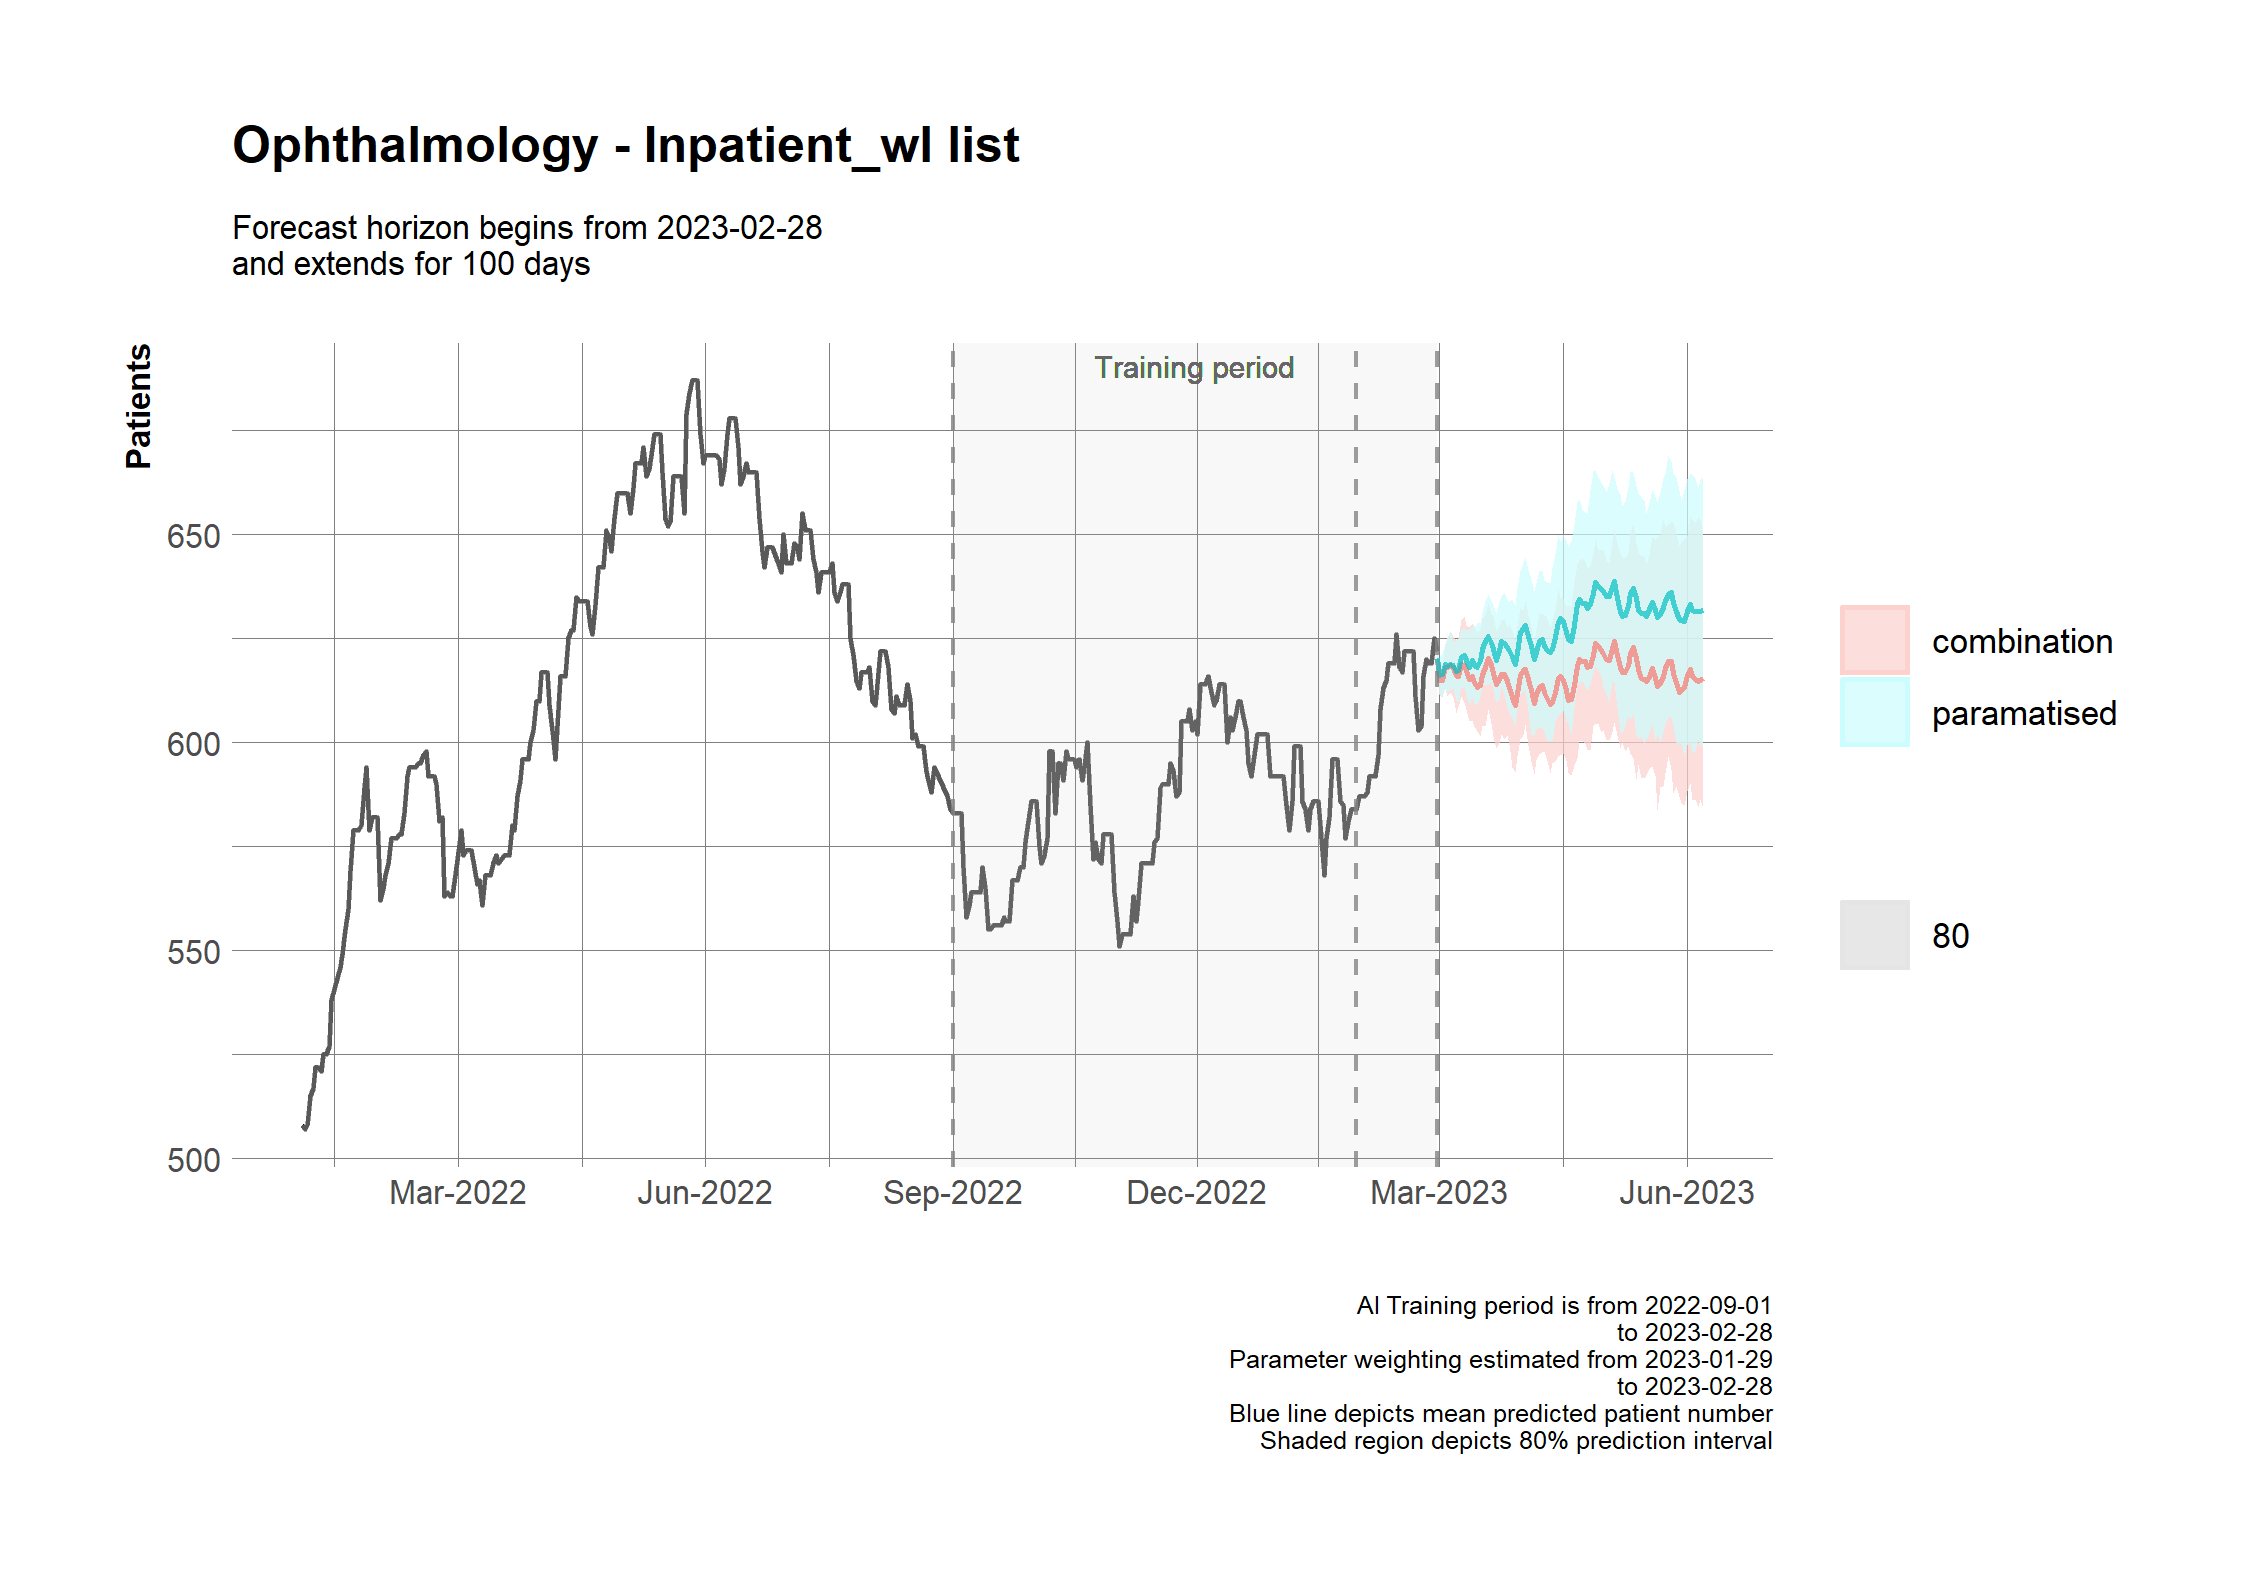 Ophthalmology - Inpatient_wl list
Forecast horizon begins from 2023-02-28
and extends for 100 days
Patients
Training period
650
600
550
500
Mar-2022
Jun-2022
Sep-2022
Dec-2022
Mar-2023
Jun-2023
combination
paramatised
80
AI Training period is from 2022-09-01
to 2023-02-28
Parameter weighting estimated from 2023-01-29
to 2023-02-28
Blue line depicts mean predicted patient number
Shaded region depicts 80% prediction interval